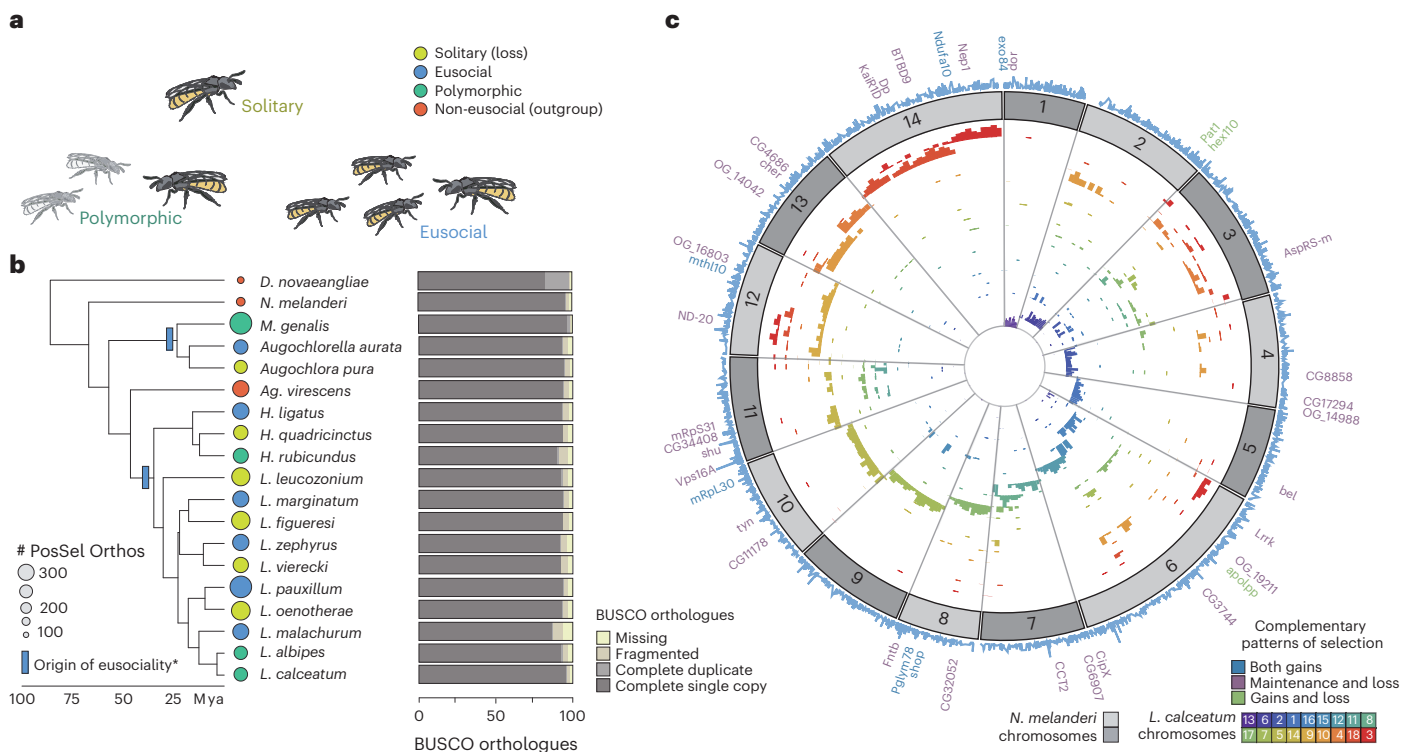 a
Solitary
Polymorphic
Eusocial
Solitary (loss)
Eusocial
Polymorphic
Non-eusocial (outgroup)
b
D. novaeangliae
N. melanderi
M. genalis
Augochlorella aurata
Augochlora pura
Ag. virescens
H. ligatus
H. quadricinctus
H. rubicundus
L. leucozonium
L. marginatum
L. figueresi
L. zephyrus
L. vierecki
L. pauxillum
L. oenotherae
L. malachurum
L. albipes
L. calceatum
# PosSel Orthos
300
200
100
Origin of eusociality*
100 75 50 25 Mya
0 50 100
BUSCO orthologues
BUSCO orthologues
Missing
Fragmented
Complete duplicate
Complete single copy
c
exo84
dor
Pat1
hex110
AspRS-m
CG8858
CG17294
OG_14988
bel
Lrrk
OG_19211
apolpp
CG3744
CipX
CG6907
CCT2
CG32052
shop
Pglym78
Fntb
CG11178
tyn
mRpL30
Vps16A
shu
CG34408
mRpS31
ND-20
mthl10
OG_16803
OG_14042
cher
CG4686
KaiR1D
Dp
BTBD9
Ndufa10
Nep1
1
2
3
4
5
6
7
8
9
10
11
12
13
14
Complementary
patterns of selection
Both gains
Maintenance and loss
Gains and loss
N. melanderi
chromosomes
L. calceatum
chromosomes
13 6 2 1 16 15 12 11 8
17 7 5 14 9 10 4 18 3